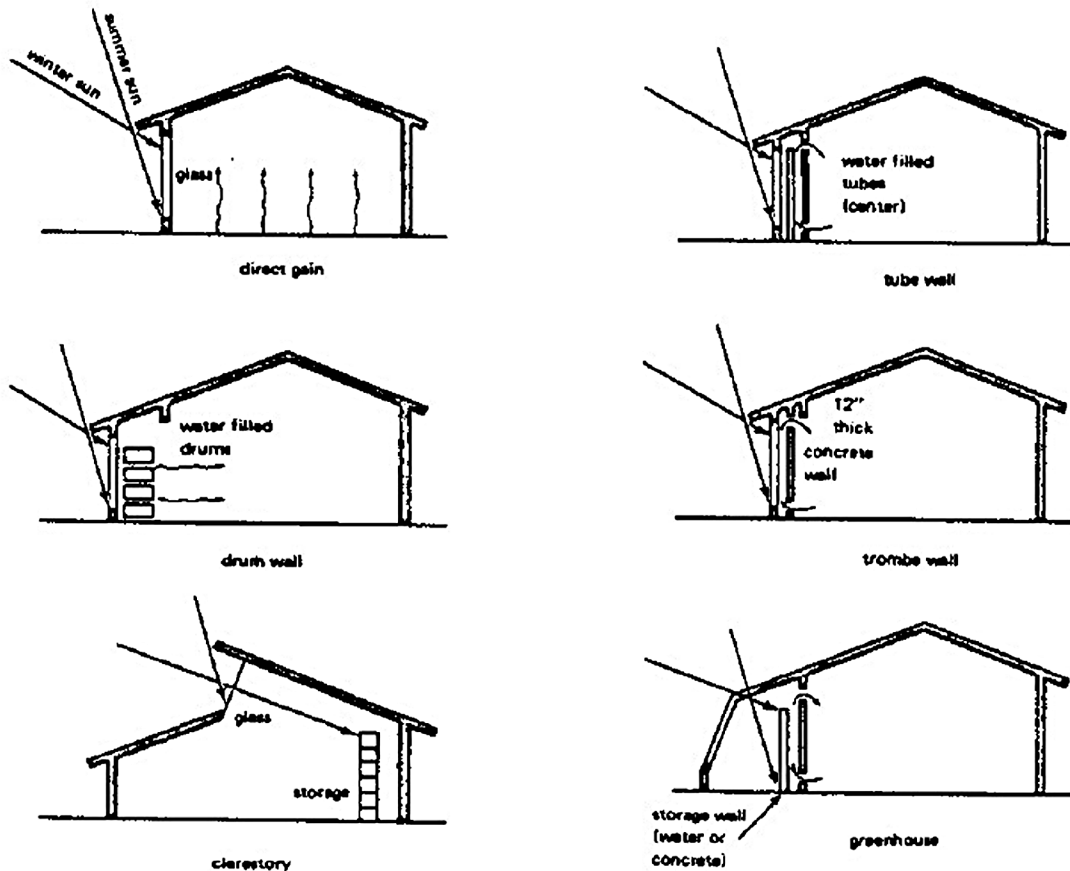 winter sun
summer sun
glass
direct gain
water filled
tubes
(center)
tube wall
water filled
drums
drum wall
12"
thick
concrete
wall
trombe wall
glass
storage
clerestory
storage wall
(water or
concrete)
greenhouse